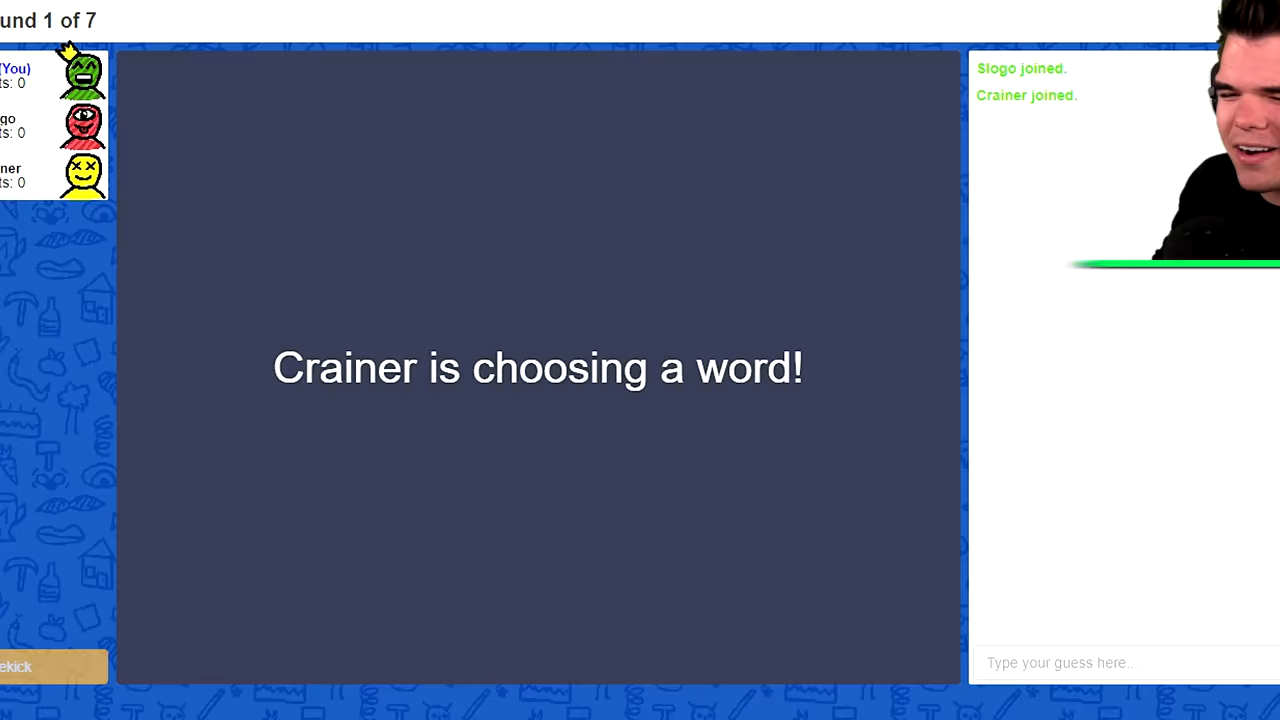 und 1 of 7
(You)
ts: 0
go
ts: 0
ner
ts: 0
ekick
Crainer is choosing a word!
Slogo joined.
Crainer joined.
Type your guess here...